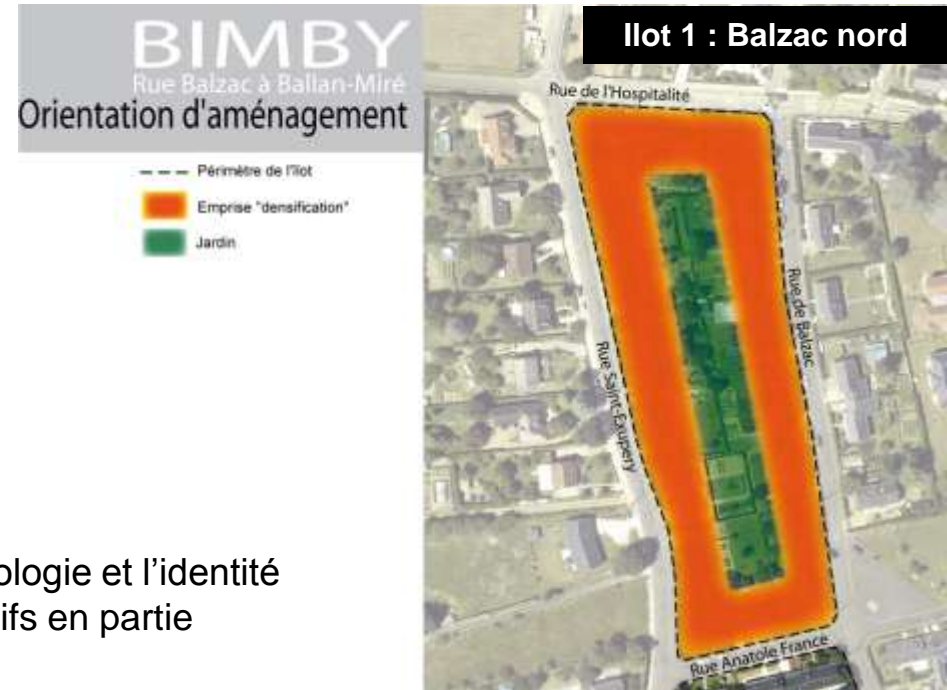 BIMBY
Rue Balzac à Ballan-Miré
Orientation d'aménagement
Périmètre de l'îlot
Emprise "densification"
Jardin
Ilot 1 : Balzac nord
Rue de l'Hospitalité
Rue de Balzac
Rue Saint-Exupery
Rue Anatole France
ologie et l’identité
ifs en partie